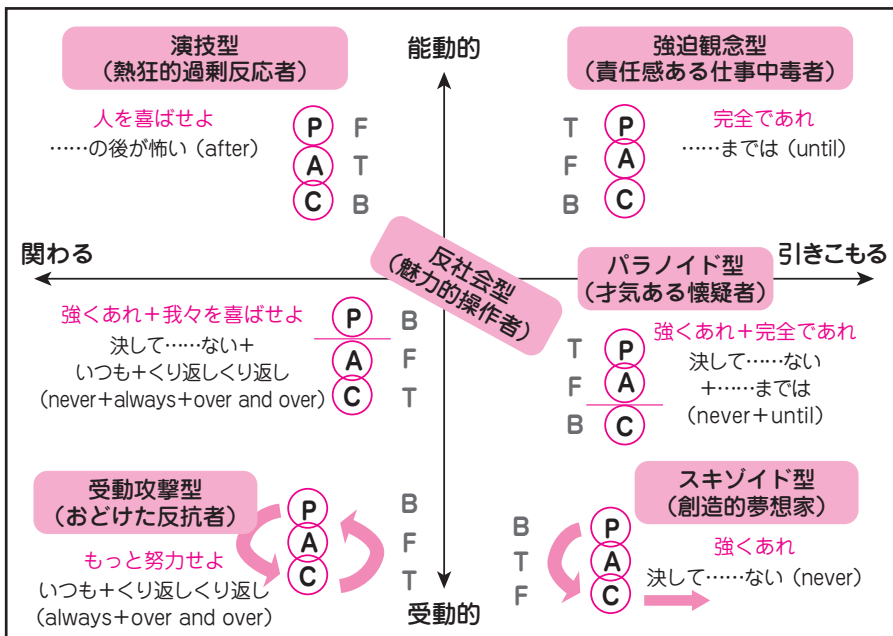 演技型
(熱狂的過剰反応者)
能動的
強迫観念型
(責任感ある仕事中毒者)
人を喜ばせよ
……の後が怖い (after)
P F
A T
C B
T P
F A
B C
完全であれ
……までは (until)
関わる
引きこもる
反社会型
(魅力的操作者)
パラノイド型
(才気ある懐疑者)
強くあれ+我々を喜ばせよ
決して……ない+
いつも+くり返しくり返し
(never+always+over and over)
P B
A F
C T
T P
F A
B C
強くあれ+完全であれ
決して……ない
+……までは
(never+until)
受動攻撃型
(おどけた反抗者)
もっと努力せよ
いつも+くり返しくり返し
(always+over and over)
P B
A F
C T
受動的
B P
T A
F C
スキゾイド型
(創造的夢想家)
強くあれ
決して……ない (never)